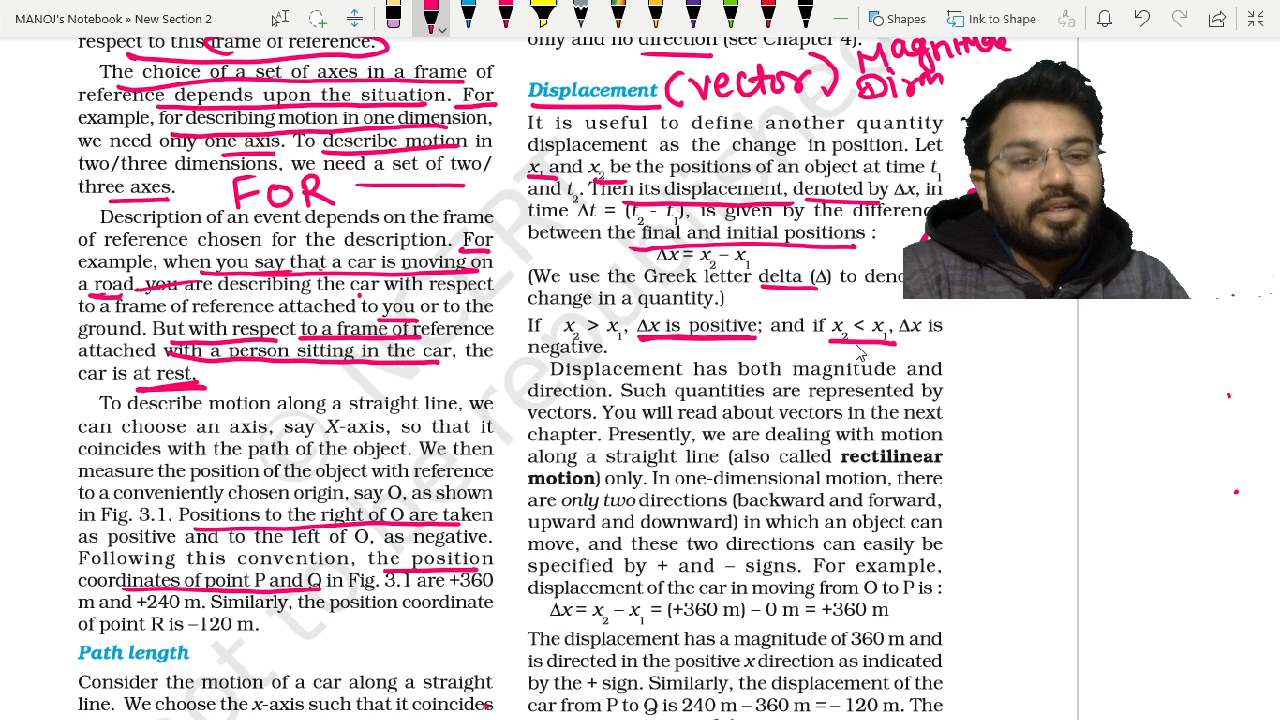 MANOJ's Notebook » New Section 2
Shapes
Ink to Shape
respect to this frame of reference.
The choice of a set of axes in a frame of
reference depends upon the situation. For
example, for describing motion in one dimension,
we need only one axis. To describe motion in
two/three dimensions, we need a set of two/
three axes.
FOR
Description of an event depends on the frame
of reference chosen for the description. For
example, when you say that a car is moving on
a road, you are describing the car with respect
to a frame of reference attached to you or to the
ground. But with respect to a frame of reference
attached with a person sitting in the car, the
car is at rest.
To describe motion along a straight line, we
can choose an axis, say X-axis, so that it
coincides with the path of the object. We then
measure the position of the object with reference
to a conveniently chosen origin, say O, as shown
in Fig. 3.1. Positions to the right of O are taken
as positive and to the left of O, as negative.
Following this convention, the position
coordinates of point P and Q in Fig. 3.1 are +360
m and +240 m. Similarly, the position coordinate
of point R is –120 m.
Path length
Consider the motion of a car along a straight
line. We choose the x-axis such that it coincides
only and no direction (see Chapter 4).
Displacement (vector) Magnitude
Dirn
It is useful to define another quantity
displacement as the change in position. Let
x₁ and x₂ be the positions of an object at time t₁
and t₂. Then its displacement, denoted by Δx, in
time Δt = (t₂ - t₁), is given by the
between the final and initial positions :
Δx = x₂ – x₁
(We use the Greek letter delta (Δ) to
change in a quantity.)
If x₂ > x₁, Δx is positive; and if x₂ < x₁, Δx is
negative.
Displacement has both magnitude and
direction. Such quantities are represented by
vectors. You will read about vectors in the next
chapter. Presently, we are dealing with motion
along a straight line (also called rectilinear
motion) only. In one-dimensional motion, there
are only two directions (backward and forward,
upward and downward) in which an object can
move, and these two directions can easily be
specified by + and – signs. For example,
displacement of the car in moving from O to P is :
Δx = x₂ – x₁ = (+360 m) – 0 m = +360 m
The displacement has a magnitude of 360 m and
is directed in the positive x direction as indicated
by the + sign. Similarly, the displacement of the
car from P to Q is 240 m – 360 m = – 120 m. The
© NCERT
not to be republished